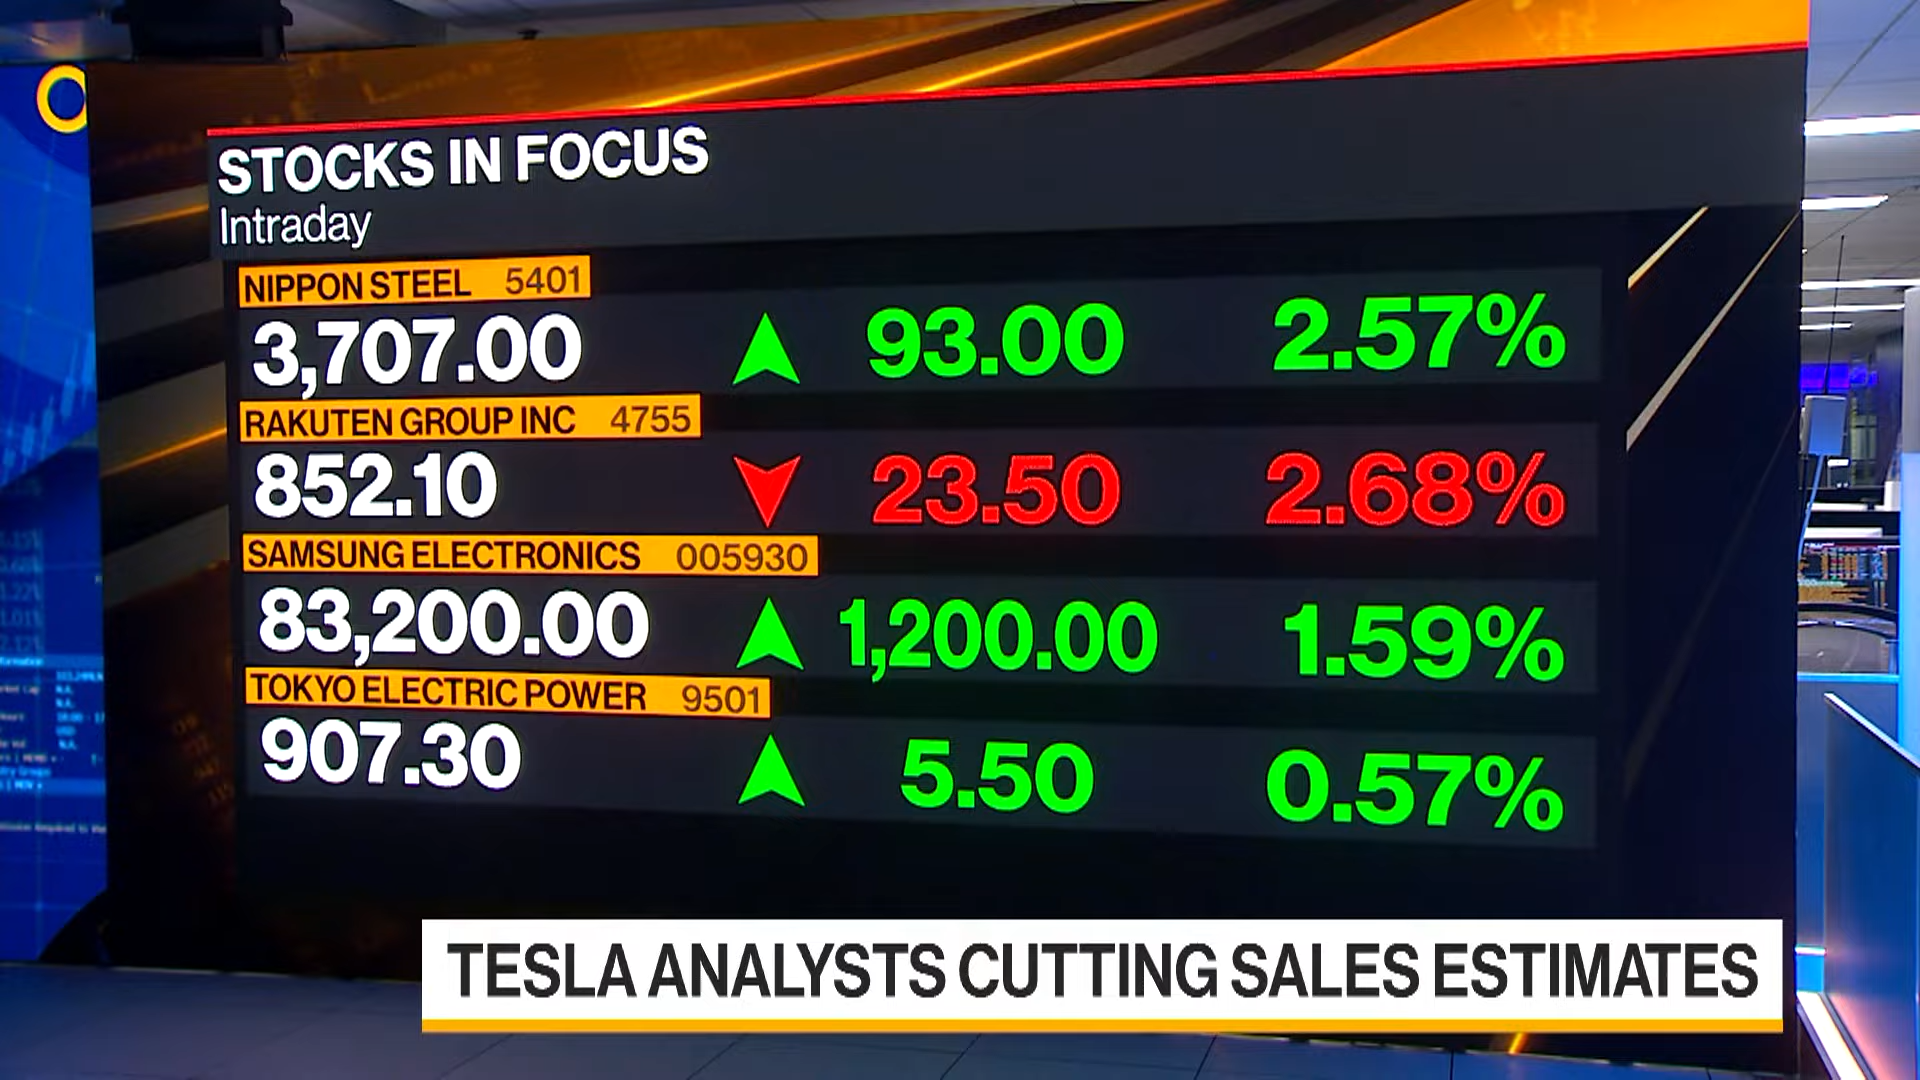 STOCKS IN FOCUS
Intraday
NIPPON STEEL 5401
3,707.00 93.00 2.57%
RAKUTEN GROUP INC 4755
852.10 23.50 2.68%
SAMSUNG ELECTRONICS 005930
83,200.00 1,200.00 1.59%
TOKYO ELECTRIC POWER 9501
907.30 5.50 0.57%
TESLA ANALYSTS CUTTING SALES ESTIMATES